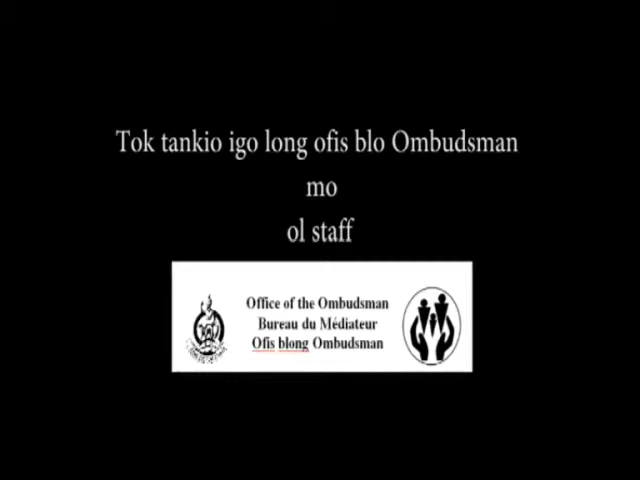 Tok tankio igo long ofis blo Ombudsman
mo
ol staff
Office of the Ombudsman
Bureau du Médiateur
Ofis blong Ombudsman